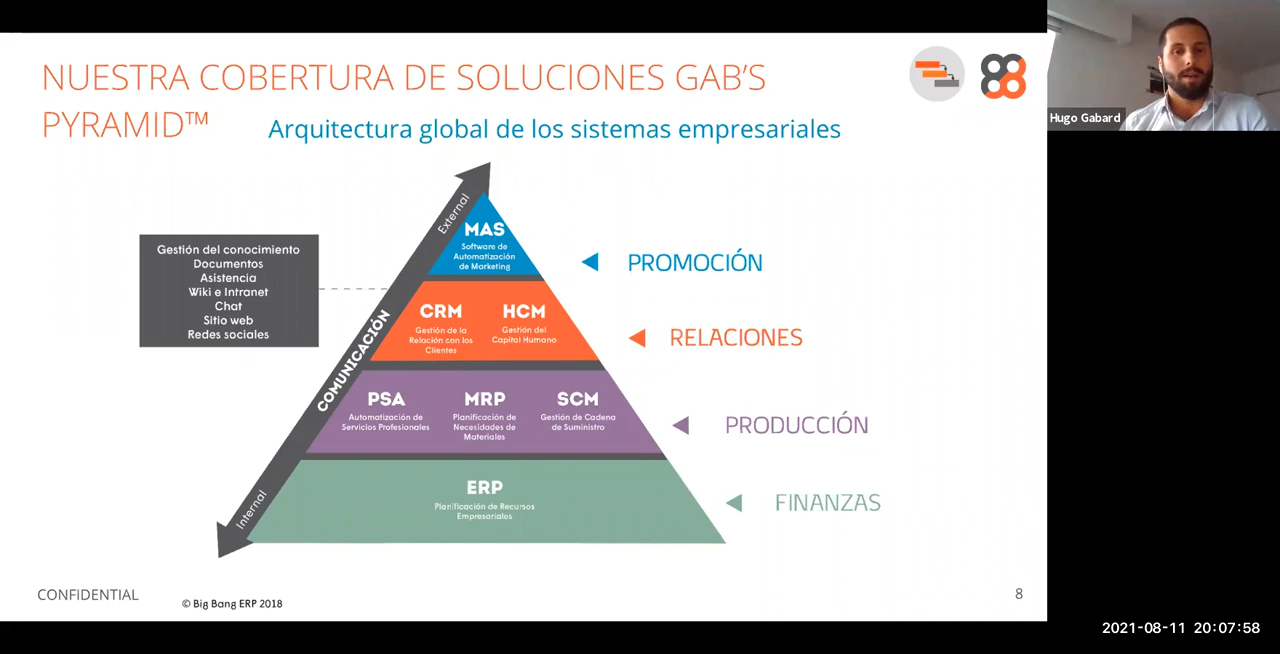 NUESTRA COBERTURA DE SOLUCIONES GAB'S
PYRAMID™
Arquitectura global de los sistemas empresariales
Hugo Gabard
External
COMUNICACIÓN
Internal
Gestión del conocimiento
Documentos
Asistencia
Wiki e Intranet
Chat
Sitio web
Redes sociales
MAS
Software de
Automatización
de Marketing
PROMOCIÓN
CRM
Gestión de la
Relación con los
Clientes
HCM
Gestión del
Capital Humano
RELACIONES
PSA
Automatización de
Servicios Profesionales
MRP
Planificación de
Necesidades de
Materiales
SCM
Gestión de Cadena
de Suministro
PRODUCCIÓN
ERP
Planificación de Recursos
Empresariales
FINANZAS
CONFIDENTIAL
© Big Bang ERP 2018
8
2021-08-11 20:07:58